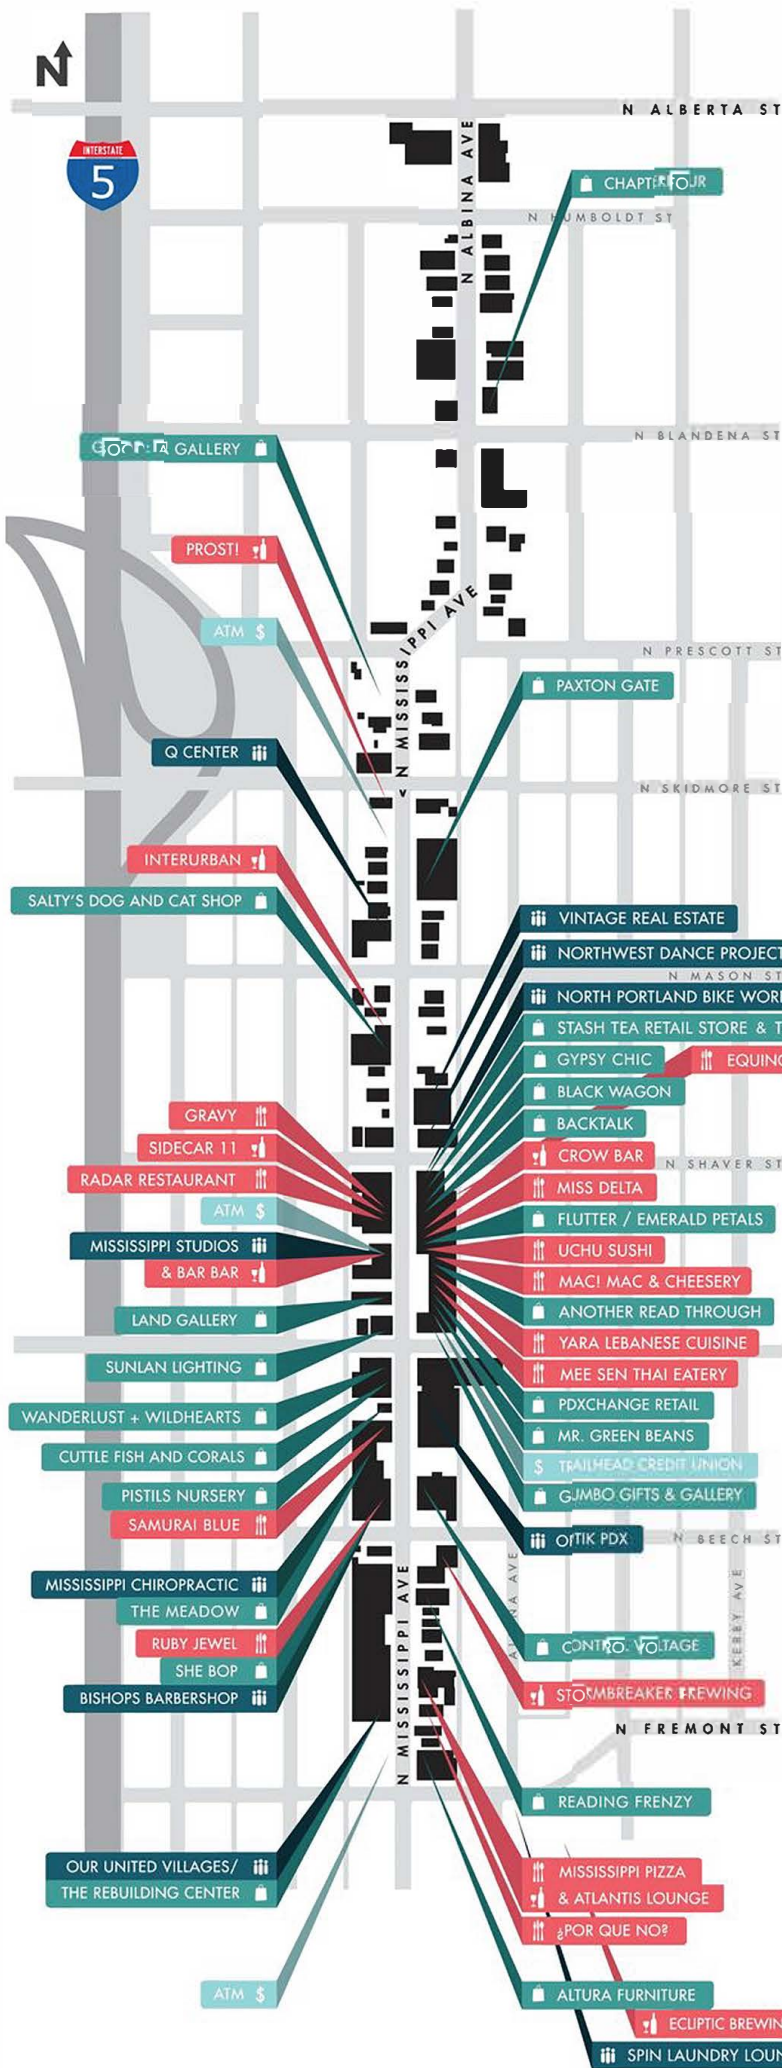 N
N ALBERTA ST
INTERSTATE
5
N ALBINA AVE
N HUMBOLDT ST
N BLANDENA ST
GALLERY
PROST!
ATM $
N MISSISSIPPI AVE
N PRESCOTT ST
PAXTON GATE
Q CENTER
N SKIDMORE ST
INTERURBAN
SALTY'S DOG AND CAT SHOP
VINTAGE REAL ESTATE
NORTHWEST DANCE PROJECT
N MASON ST
NORTH PORTLAND BIKE WOR
STASH TEA RETAIL STORE & T
GYPSY CHIC
EQUINO
BLACK WAGON
BACKTALK
CROW BAR
N SHAVER ST
MISS DELTA
FLUTTER / EMERALD PETALS
UCHU SUSHI
MAC! MAC & CHEESERY
ANOTHER READ THROUGH
YARA LEBANESE CUISINE
MEE SEN THAI EATERY
PDXCHANGE RETAIL
MR. GREEN BEANS
$ TRAILHEAD CREDIT UNION
GUMBO GIFTS & GALLERY
GRAVY
SIDECAR 11
RADAR RESTAURANT
ATM $
MISSISSIPPI STUDIOS
& BAR BAR
LAND GALLERY
SUNLAN LIGHTING
WANDERLUST + WILDHEARTS
CUTTLE FISH AND CORALS
PISTILS NURSERY
SAMURAI BLUE
N BEECH ST
MISSISSIPPI CHIROPRACTIC
THE MEADOW
RUBY JEWEL
SHE BOP
BISHOPS BARBERSHOP
N MISSISSIPPI AVE
KERBY AVE
VOLTAGE
N FREMONT ST
READING FRENZY
OUR UNITED VILLAGES/
THE REBUILDING CENTER
MISSISSIPPI PIZZA
& ATLANTIS LOUNGE
¿POR QUE NO?
ATM $
ALTURA FURNITURE
ECLIPTIC BREWIN
SPIN LAUNDRY LOUN